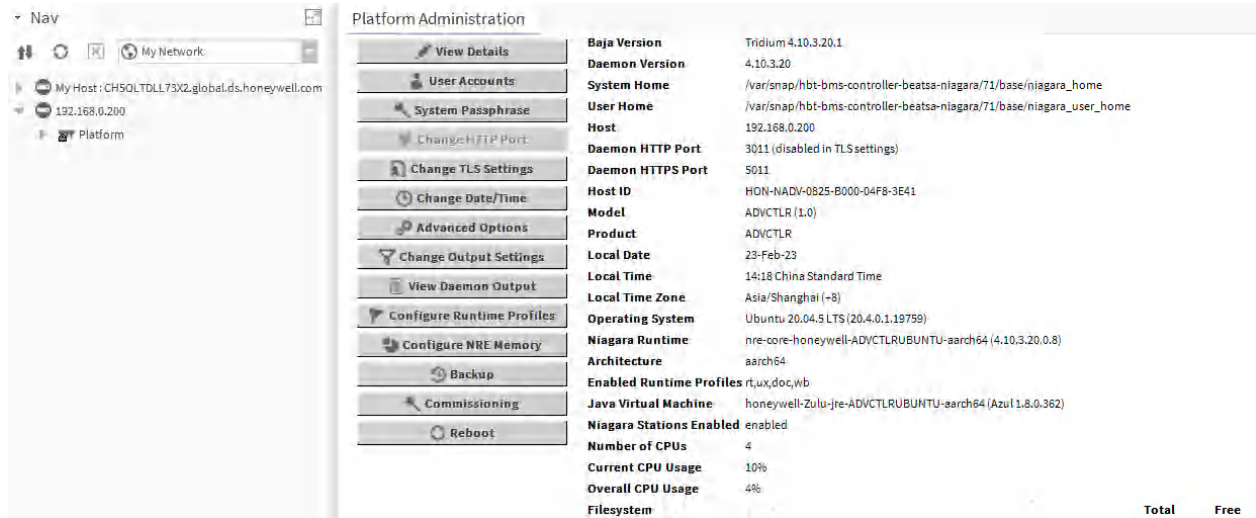 Nav
My Network
My Host : CH5QLTDLL73X2.global.ds.honeywell.com
192.168.0.200
Platform
Platform Administration
View Details
User Accounts
System Passphrase
Change HTTP Port
Change TLS Settings
Change Date/Time
Advanced Options
Change Output Settings
View Daemon Output
Configure Runtime Profiles
Configure NRE Memory
Backup
Commissioning
Reboot
Baja Version Tridium 4.10.3.20.1
Daemon Version 4.10.3.20
System Home /var/snap/hbt-bms-controller-beatsa-niagara/71/base/niagara_home
User Home /var/snap/hbt-bms-controller-beatsa-niagara/71/base/niagara_user_home
Host 192.168.0.200
Daemon HTTP Port 3011 (disabled in TLS settings)
Daemon HTTPS Port 5011
Host ID HON-NADV-0825-B000-04F8-3E41
Model ADVCTLR (1.0)
Product ADVCTLR
Local Date 23-Feb-23
Local Time 14:18 China Standard Time
Local Time Zone Asia/Shanghai (+8)
Operating System Ubuntu 20.04.5 LTS (20.4.0.1.19759)
Niagara Runtime nre-core-honeywell-ADVCTLRUBUNTU-aarch64 (4.10.3.20.0.8)
Architecture aarch64
Enabled Runtime Profiles rt,ux,doc,wb
Java Virtual Machine honeywell-Zulu-jre-ADVCTLRUBUNTU-aarch64 (Azul 1.8.0.362)
Niagara Stations Enabled enabled
Number of CPUs 4
Current CPU Usage 10%
Overall CPU Usage 4%
Filesystem Total Free